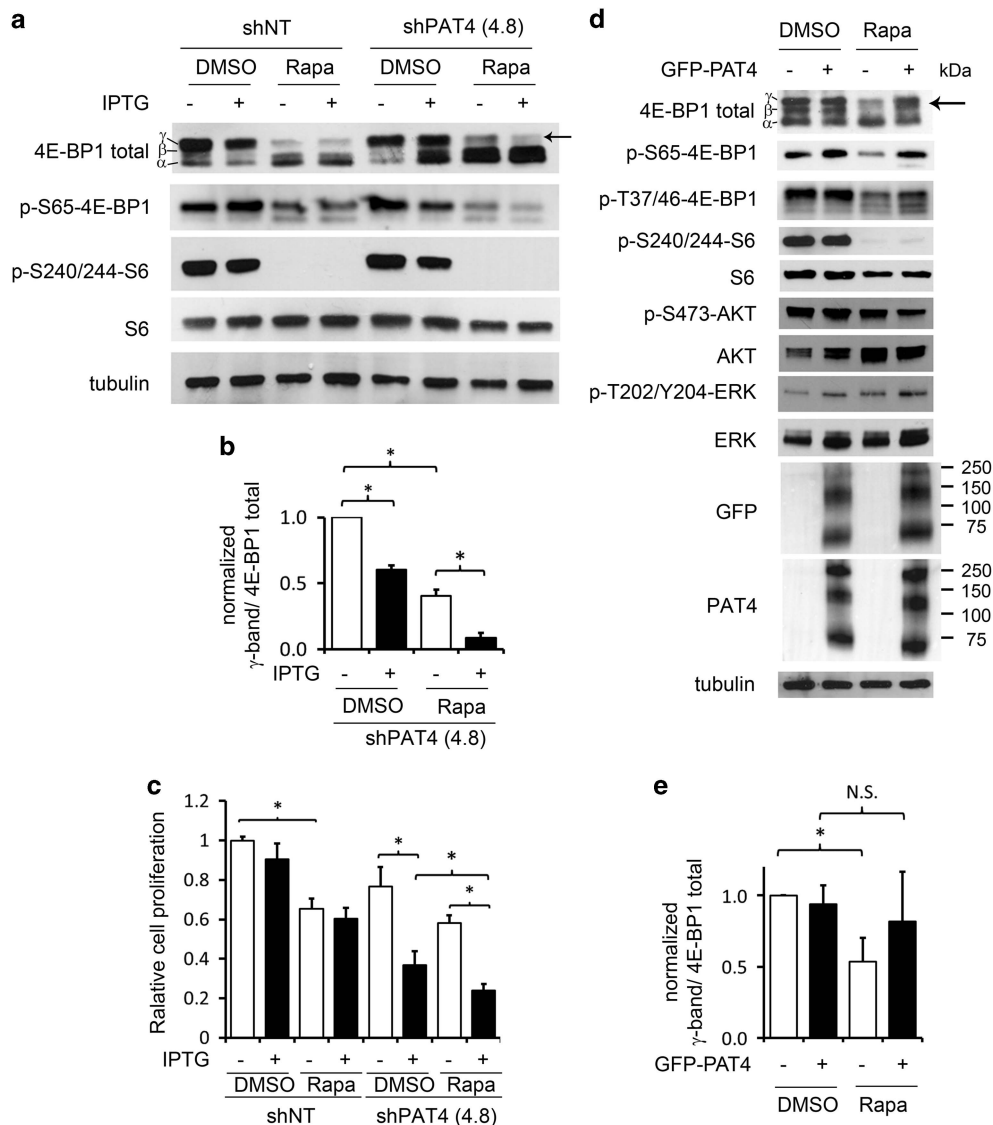 a
shNT shPAT4 (4.8)
DMSO Rapa DMSO Rapa
IPTG - + - + - + - +
γ
4E-BP1 total β
α
p-S65-4E-BP1
p-S240/244-S6
S6
tubulin
b
* 
* *
normalized
γ-band/ 4E-BP1 total
1.0
0.5
0.0
IPTG - + - +
DMSO Rapa
shPAT4 (4.8)
c
Ralative cell proliferation
1.2
1
0.8
0.6
0.4
0.2
0
* * * *
IPTG - + - + - + - +
DMSO Rapa DMSO Rapa
shNT shPAT4 (4.8)
d
DMSO Rapa
GFP-PAT4 - + - + kDa
γ
4E-BP1 total β
α
p-S65-4E-BP1
p-T37/46-4E-BP1
p-S240/244-S6
S6
p-S473-AKT
AKT
p-T202/Y204-ERK
ERK
GFP
250
150
100
75
PAT4
250
150
100
75
tubulin
e
N.S.
*
normalized
γ-band/ 4E-BP1 total
1.0
0.5
0.0
GFP-PAT4 - + - +
DMSO Rapa